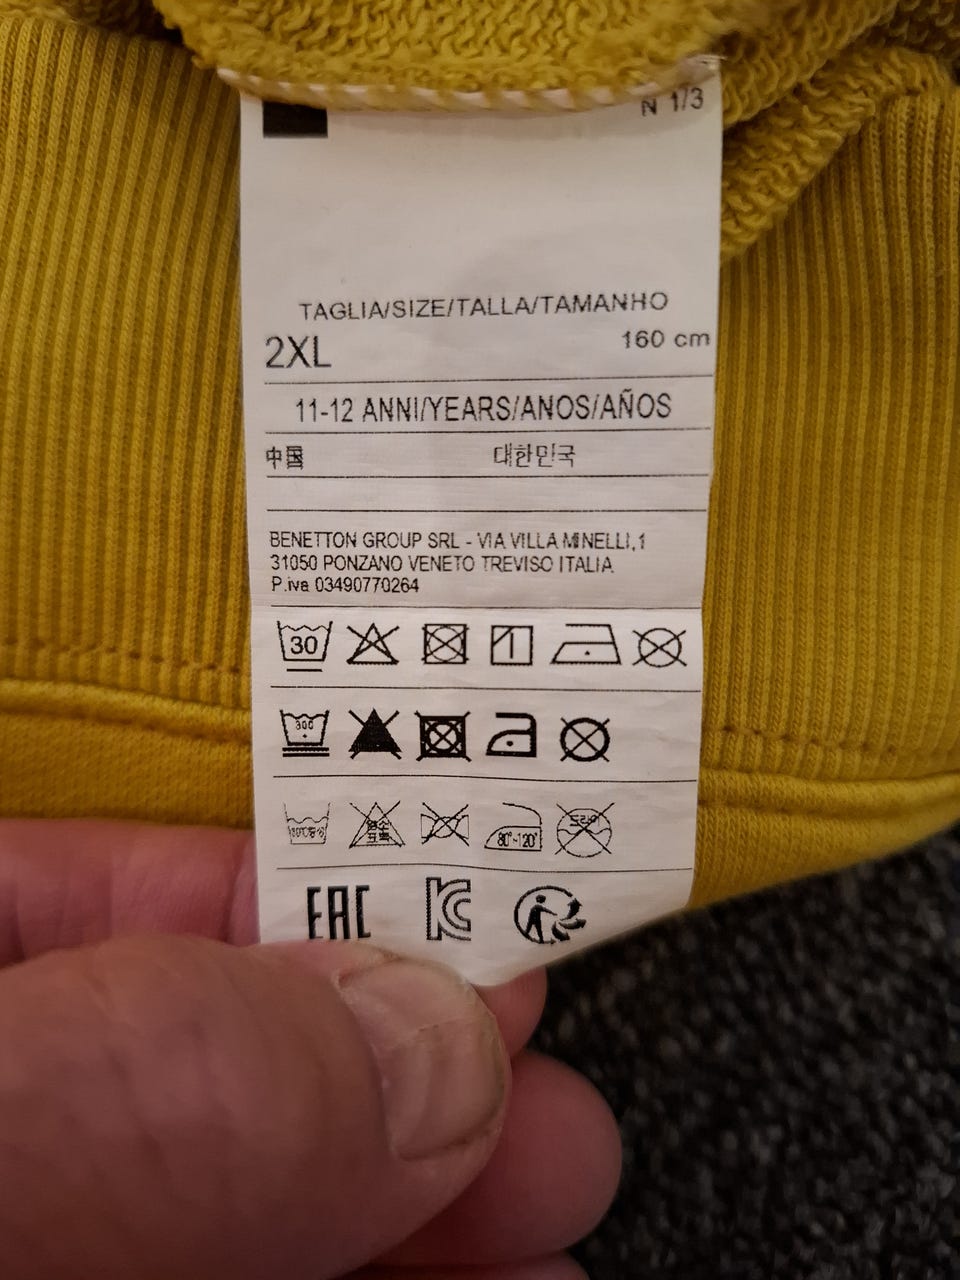 N 1/3
TAGLIA/SIZE/TALLA/TAMANHO
2XL 160 cm
11-12 ANNI/YEARS/ANOS/AÑOS
中国 대한민국
BENETTON GROUP SRL - VIA VILLA MINELLI,1
31050 PONZANO VENETO TREVISO ITALIA
P.iva 03490770264
30
80°~120°
EAC KC